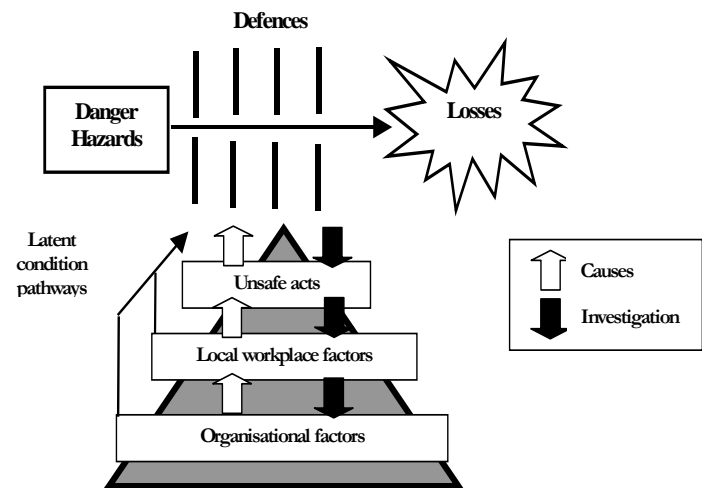 Defences
Danger
Hazards
Losses
Latent
condition
pathways
Unsafe acts
Local workplace factors
Organisational factors
Causes
Investigation